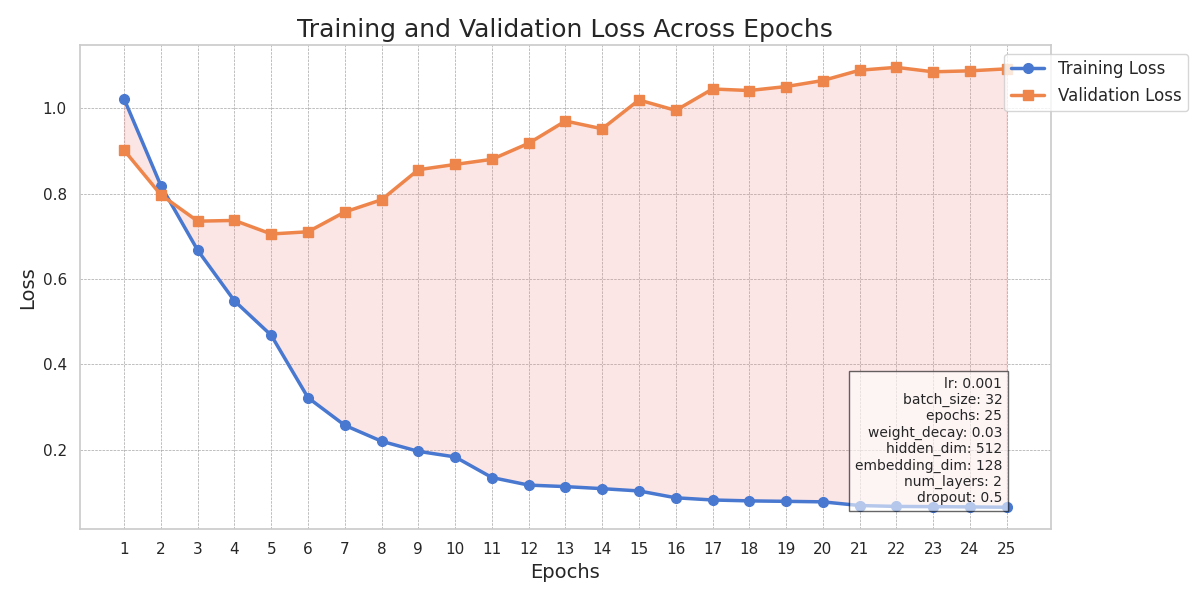 Training and Validation Loss Across Epochs
Training Loss
Validation Loss
1.0
0.8
0.6
0.4
0.2
Loss
lr: 0.001
batch_size: 32
epochs: 25
weight_decay: 0.03
hidden_dim: 512
embedding_dim: 128
num_layers: 2
dropout: 0.5
1 2 3 4 5 6 7 8 9 10 11 12 13 14 15 16 17 18 19 20 21 22 23 24 25
Epochs